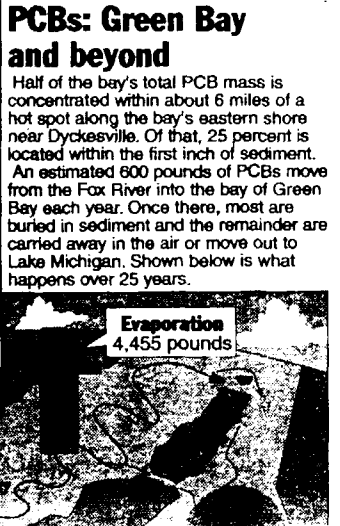 PCBs: Green Bay
and beyond
Half of the bay's total PCB mass is
concentrated within about 6 miles of a
hot spot along the bay's eastern shore
near Dyckesville. Of that, 25 percent is
located within the first inch of sediment.
An estimated 600 pounds of PCBs move
from the Fox River into the bay of Green
Bay each year. Once there, most are
buried in sediment and the remainder are
carried away in the air or move out to
Lake Michigan. Shown below is what
happens over 25 years.
Evaporation
4,455 pounds